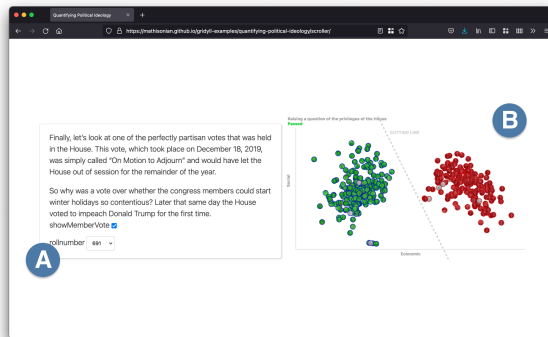 Quantifying Political Ideology
https://mathisonian.github.io/gridyll-examples/quantifying-political-ideology/scroller/
Finally, let's look at one of the perfectly partisan votes that was held
in the House. This vote, which took place on December 18, 2019,
was simply called "On Motion to Adjourn" and would have let the
House out of session for the remainder of the year.
So why was a vote over whether the congress members could start
winter holidays so contentious? Later that same day the House
voted to impeach Donald Trump for the first time.
showMemberVote
rollnumber 691
A
Raising a question of the privileges of the House
Passed
CUTTING LINE
B
Social
Economic